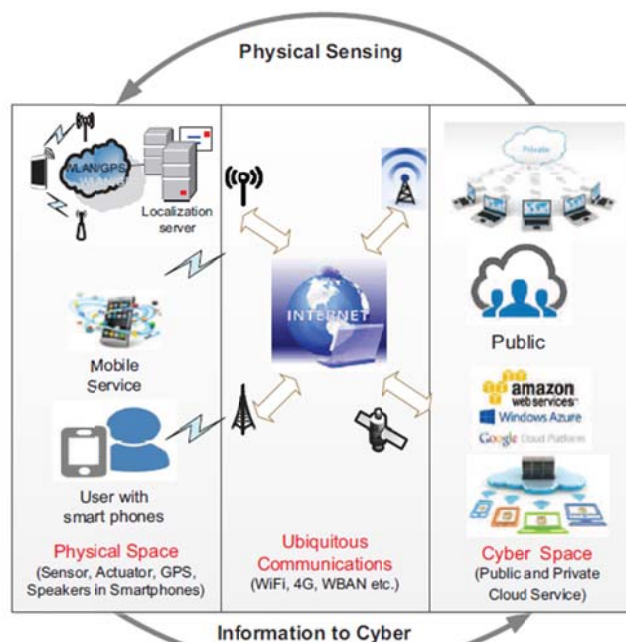 Physical Sensing
WLAN/GPS
Localization
server
Private
INTERNET
Mobile
Service
Public
amazon
web services™
Windows Azure
Google Cloud Platform
User with
smart phones
Physical Space
(Sensor, Actuator, GPS,
Speakers in Smartphones)
Ubiquitous
Communications
(WiFi, 4G, WBAN etc.)
Cyber Space
(Public and Private
Cloud Service)
Information to Cyber